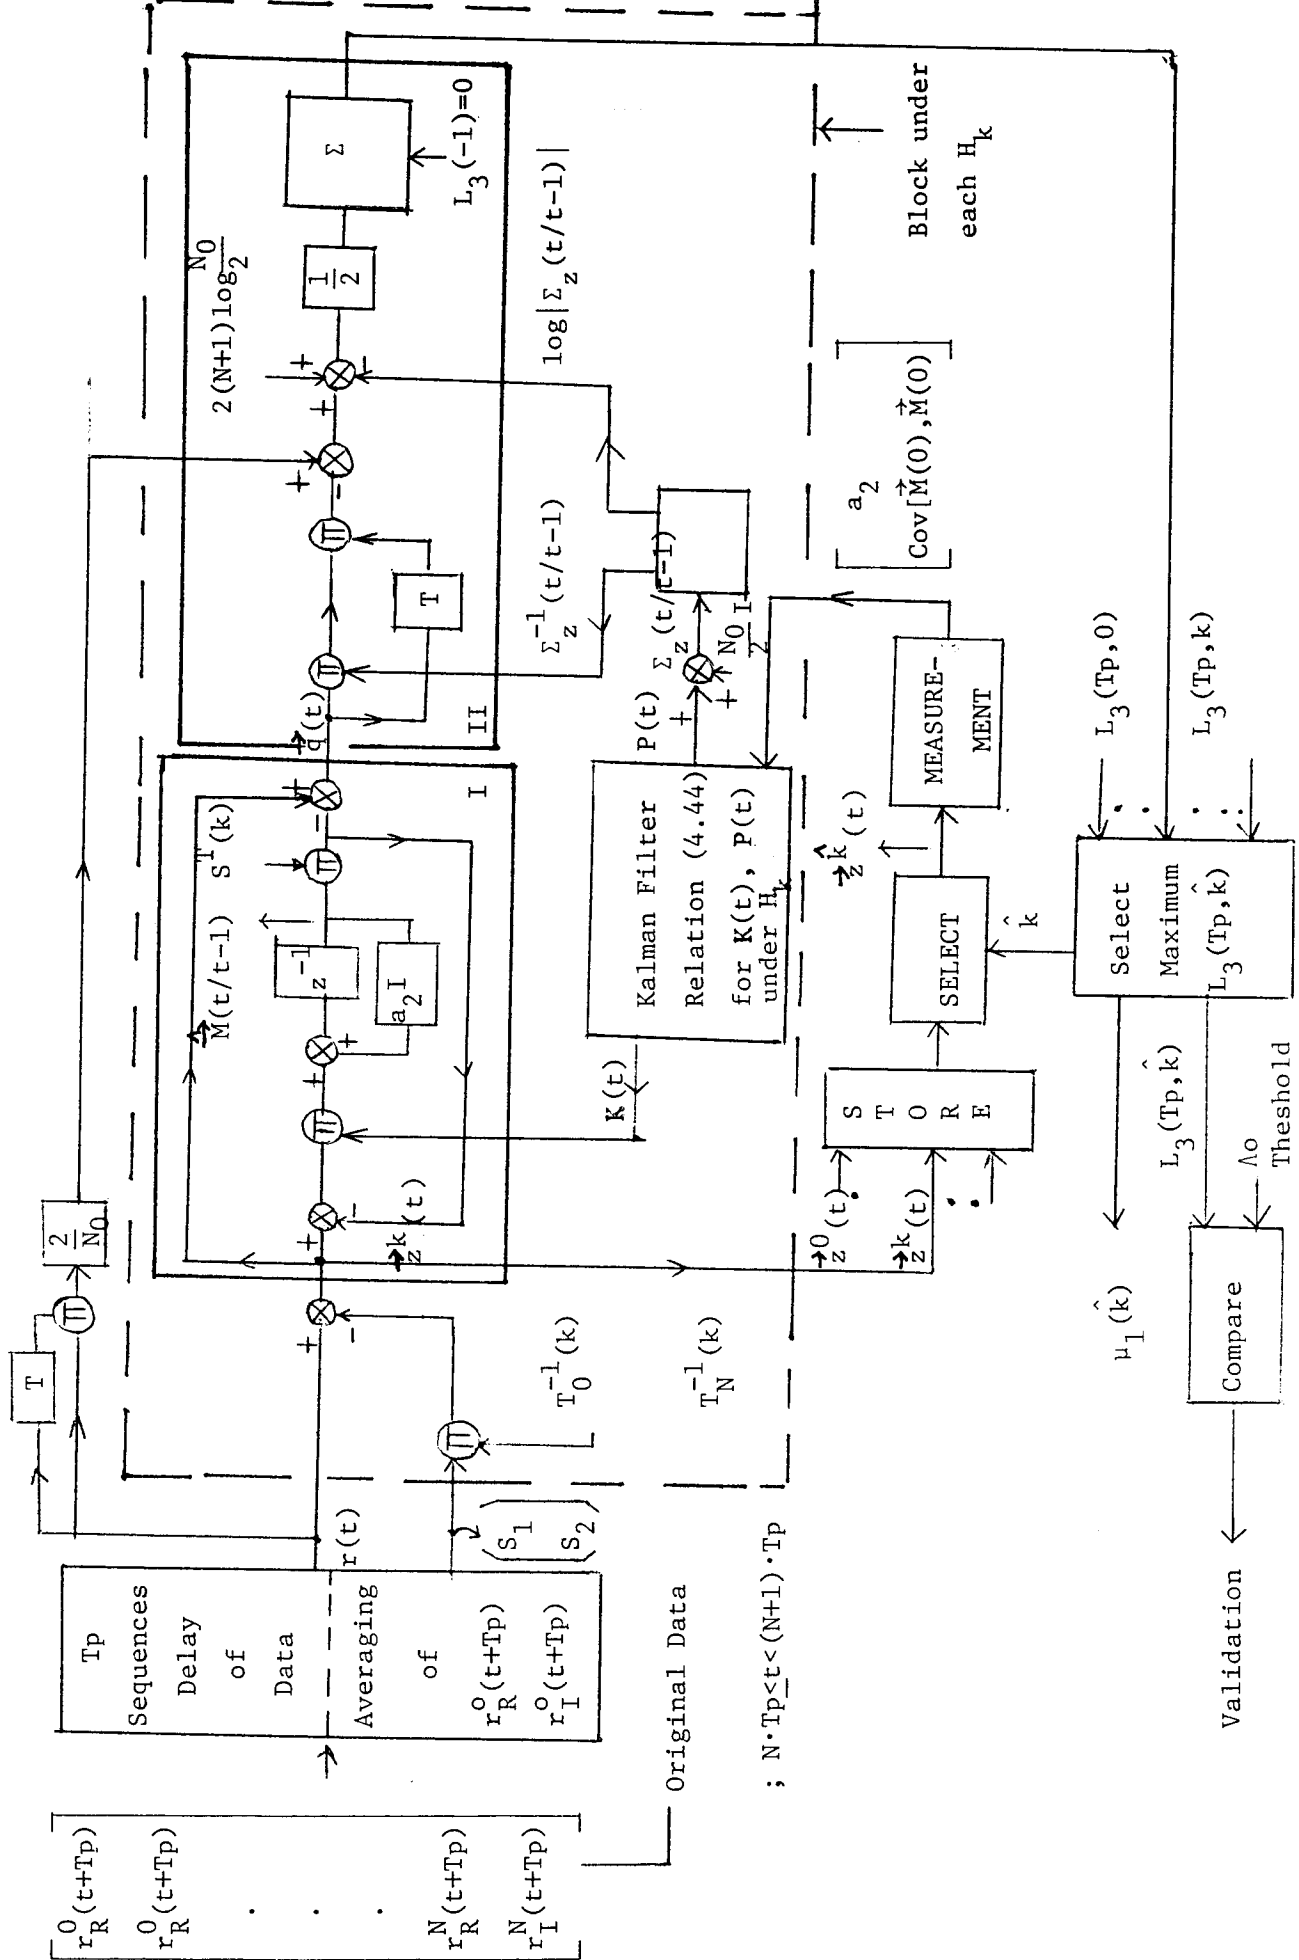 r_R^0(t+Tp)
r_R^0(t+Tp)
.
.
.
r_R^N(t+Tp)
r_I^N(t+Tp)
Original Data
; N·Tp≤t<(N+1)·Tp
Tp
Sequences
Delay
of
Data
Averaging
of
r_R^o(t+Tp)
r_I^o(t+Tp)
r(t)
S_1
S_2
T
Π
2/N_0
+
-
Π
T_0^{-1}(k)
T_N^{-1}(k)
I
z^k(t)
+
-
Π
K(t)
+
+
z^{-1}
a_2 I
M(t/t-1)
Π
S^T(k)
-
+
q(t)
II
Π
T
Π
-
+
+
+
-
2(N+1)log N_0/2
1/2
Σ
L_3(-1)=0
Σ_z^{-1}(t/t-1)
log|Σ_z(t/t-1)|
Kalman Filter
Relation (4.44)
for K(t), P(t)
under H_k
P(t)
+
+
N_0/2 I
Σ_z(t/t-1)
Block under
each H_k
z^0(t)
z^k(t)
S
T
O
R
E
SELECT
k̂
z^k̂(t)
MEASURE-
MENT
a_2
Cov[M(0),M(0)
L_3(Tp,0)
L_3(Tp,k)
Select
Maximum
L_3(Tp,k̂)
μ_1(k̂)
L_3(Tp,k̂)
Λo
Theshold
Compare
Validation